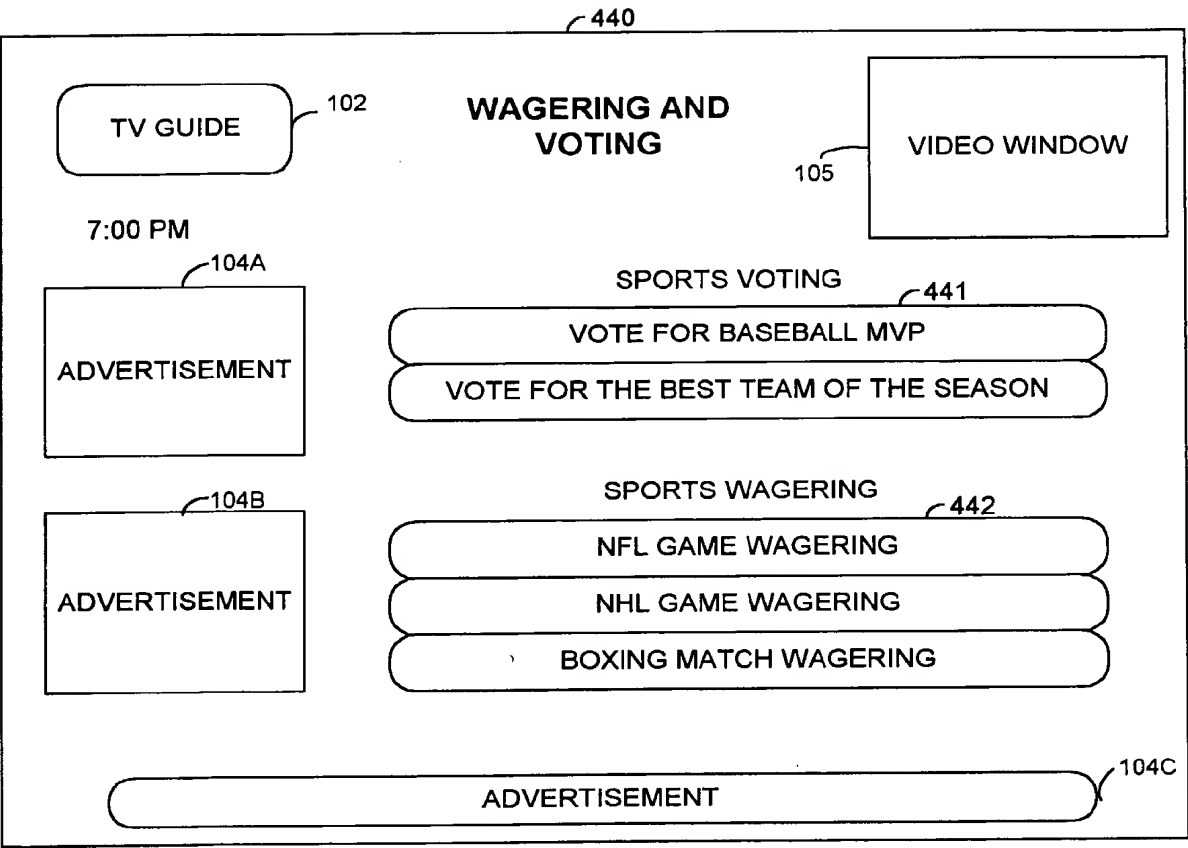 440
TV GUIDE
102
WAGERING AND
VOTING
105
VIDEO WINDOW
7:00 PM
104A
ADVERTISEMENT
SPORTS VOTING
441
VOTE FOR BASEBALL MVP
VOTE FOR THE BEST TEAM OF THE SEASON
104B
ADVERTISEMENT
SPORTS WAGERING
442
NFL GAME WAGERING
NHL GAME WAGERING
BOXING MATCH WAGERING
104C
ADVERTISEMENT